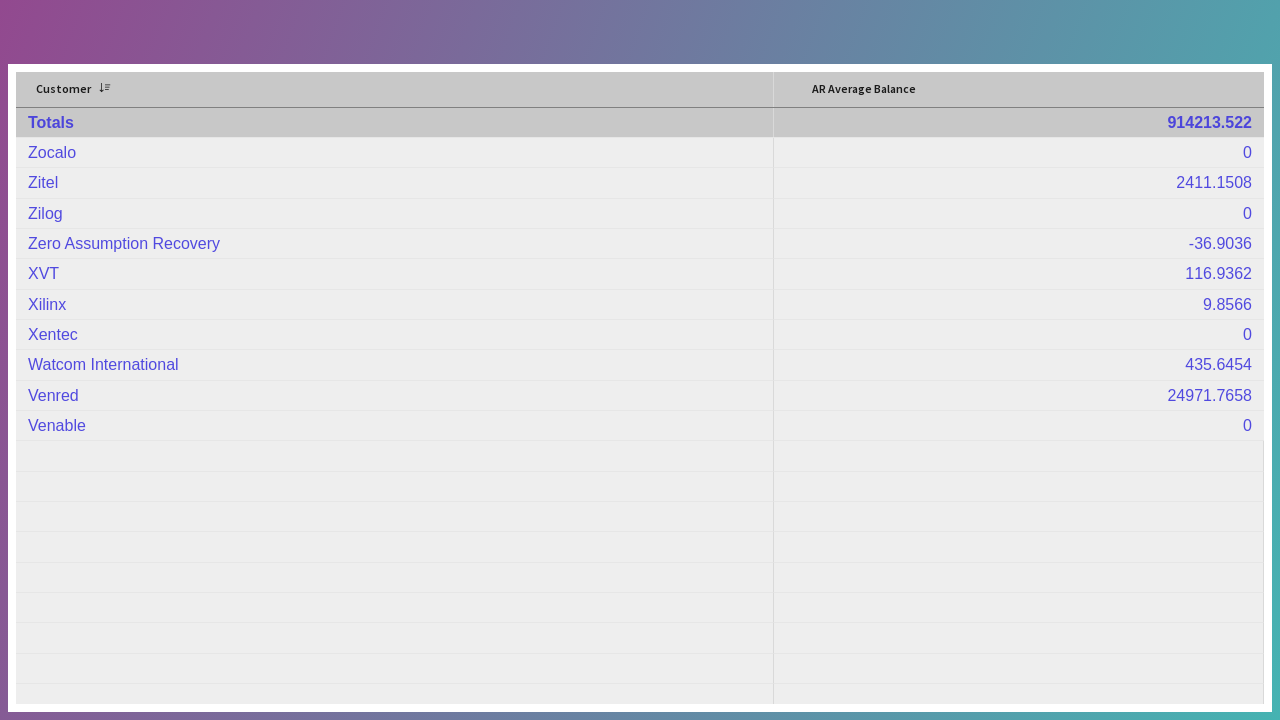 Customer AR Average Balance
Totals 914213.522
Zocalo 0
Zitel 2411.1508
Zilog 0
Zero Assumption Recovery -36.9036
XVT 116.9362
Xilinx 9.8566
Xentec 0
Watcom International 435.6454
Venred 24971.7658
Venable 0